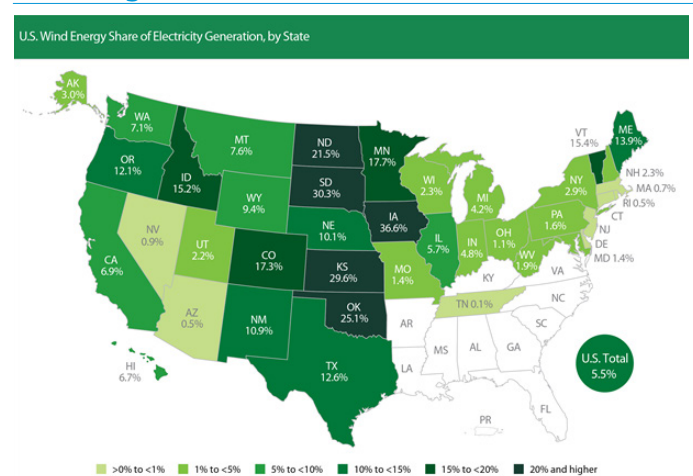 U.S. Wind Energy Share of Electricity Generation, by State
AK
3.0%
WA
7.1%
MT
7.6%
ND
21.5%
MN
17.7%
VT
15.4%
ME
13.9%
OR
12.1%
ID
15.2%
SD
30.3%
WI
2.3%
NY
2.9%
NH 2.3%
MA 0.7%
RI 0.5%
CT
WY
9.4%
MI
4.2%
IA
36.6%
NE
10.1%
PA
1.6%
NJ
DE
MD 1.4%
NV
0.9%
UT
2.2%
CO
17.3%
IL
5.7%
IN
4.8%
OH
1.1%
WV
1.9%
CA
6.9%
KS
29.6%
MO
1.4%
KY
VA
AZ
0.5%
NM
10.9%
OK
25.1%
AR
TN 0.1%
NC
SC
MS
AL
GA
LA
TX
12.6%
FL
HI
6.7%
PR
U.S. Total
5.5%
>0% to <1%
1% to <5%
5% to <10%
10% to <15%
15% to <20%
20% and higher